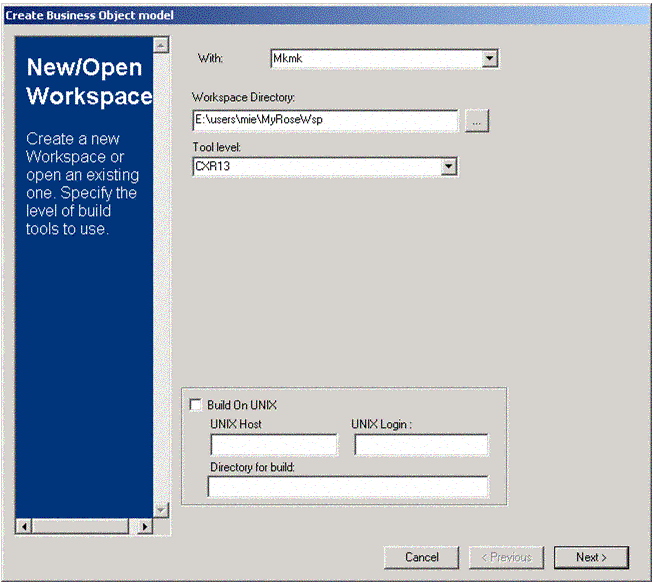 Create Business Object model
New/Open
Workspace
Create a new
Workspace or
open an existing
one. Specify the
level of build
tools to use.
With:
Mkmk
Workspace Directory:
E:\users\mie\MyRoseWsp
...
Tool level:
CXR13
Build On UNIX
UNIX Host
UNIX Login :
Directory for build:
Cancel
< Previous
Next >